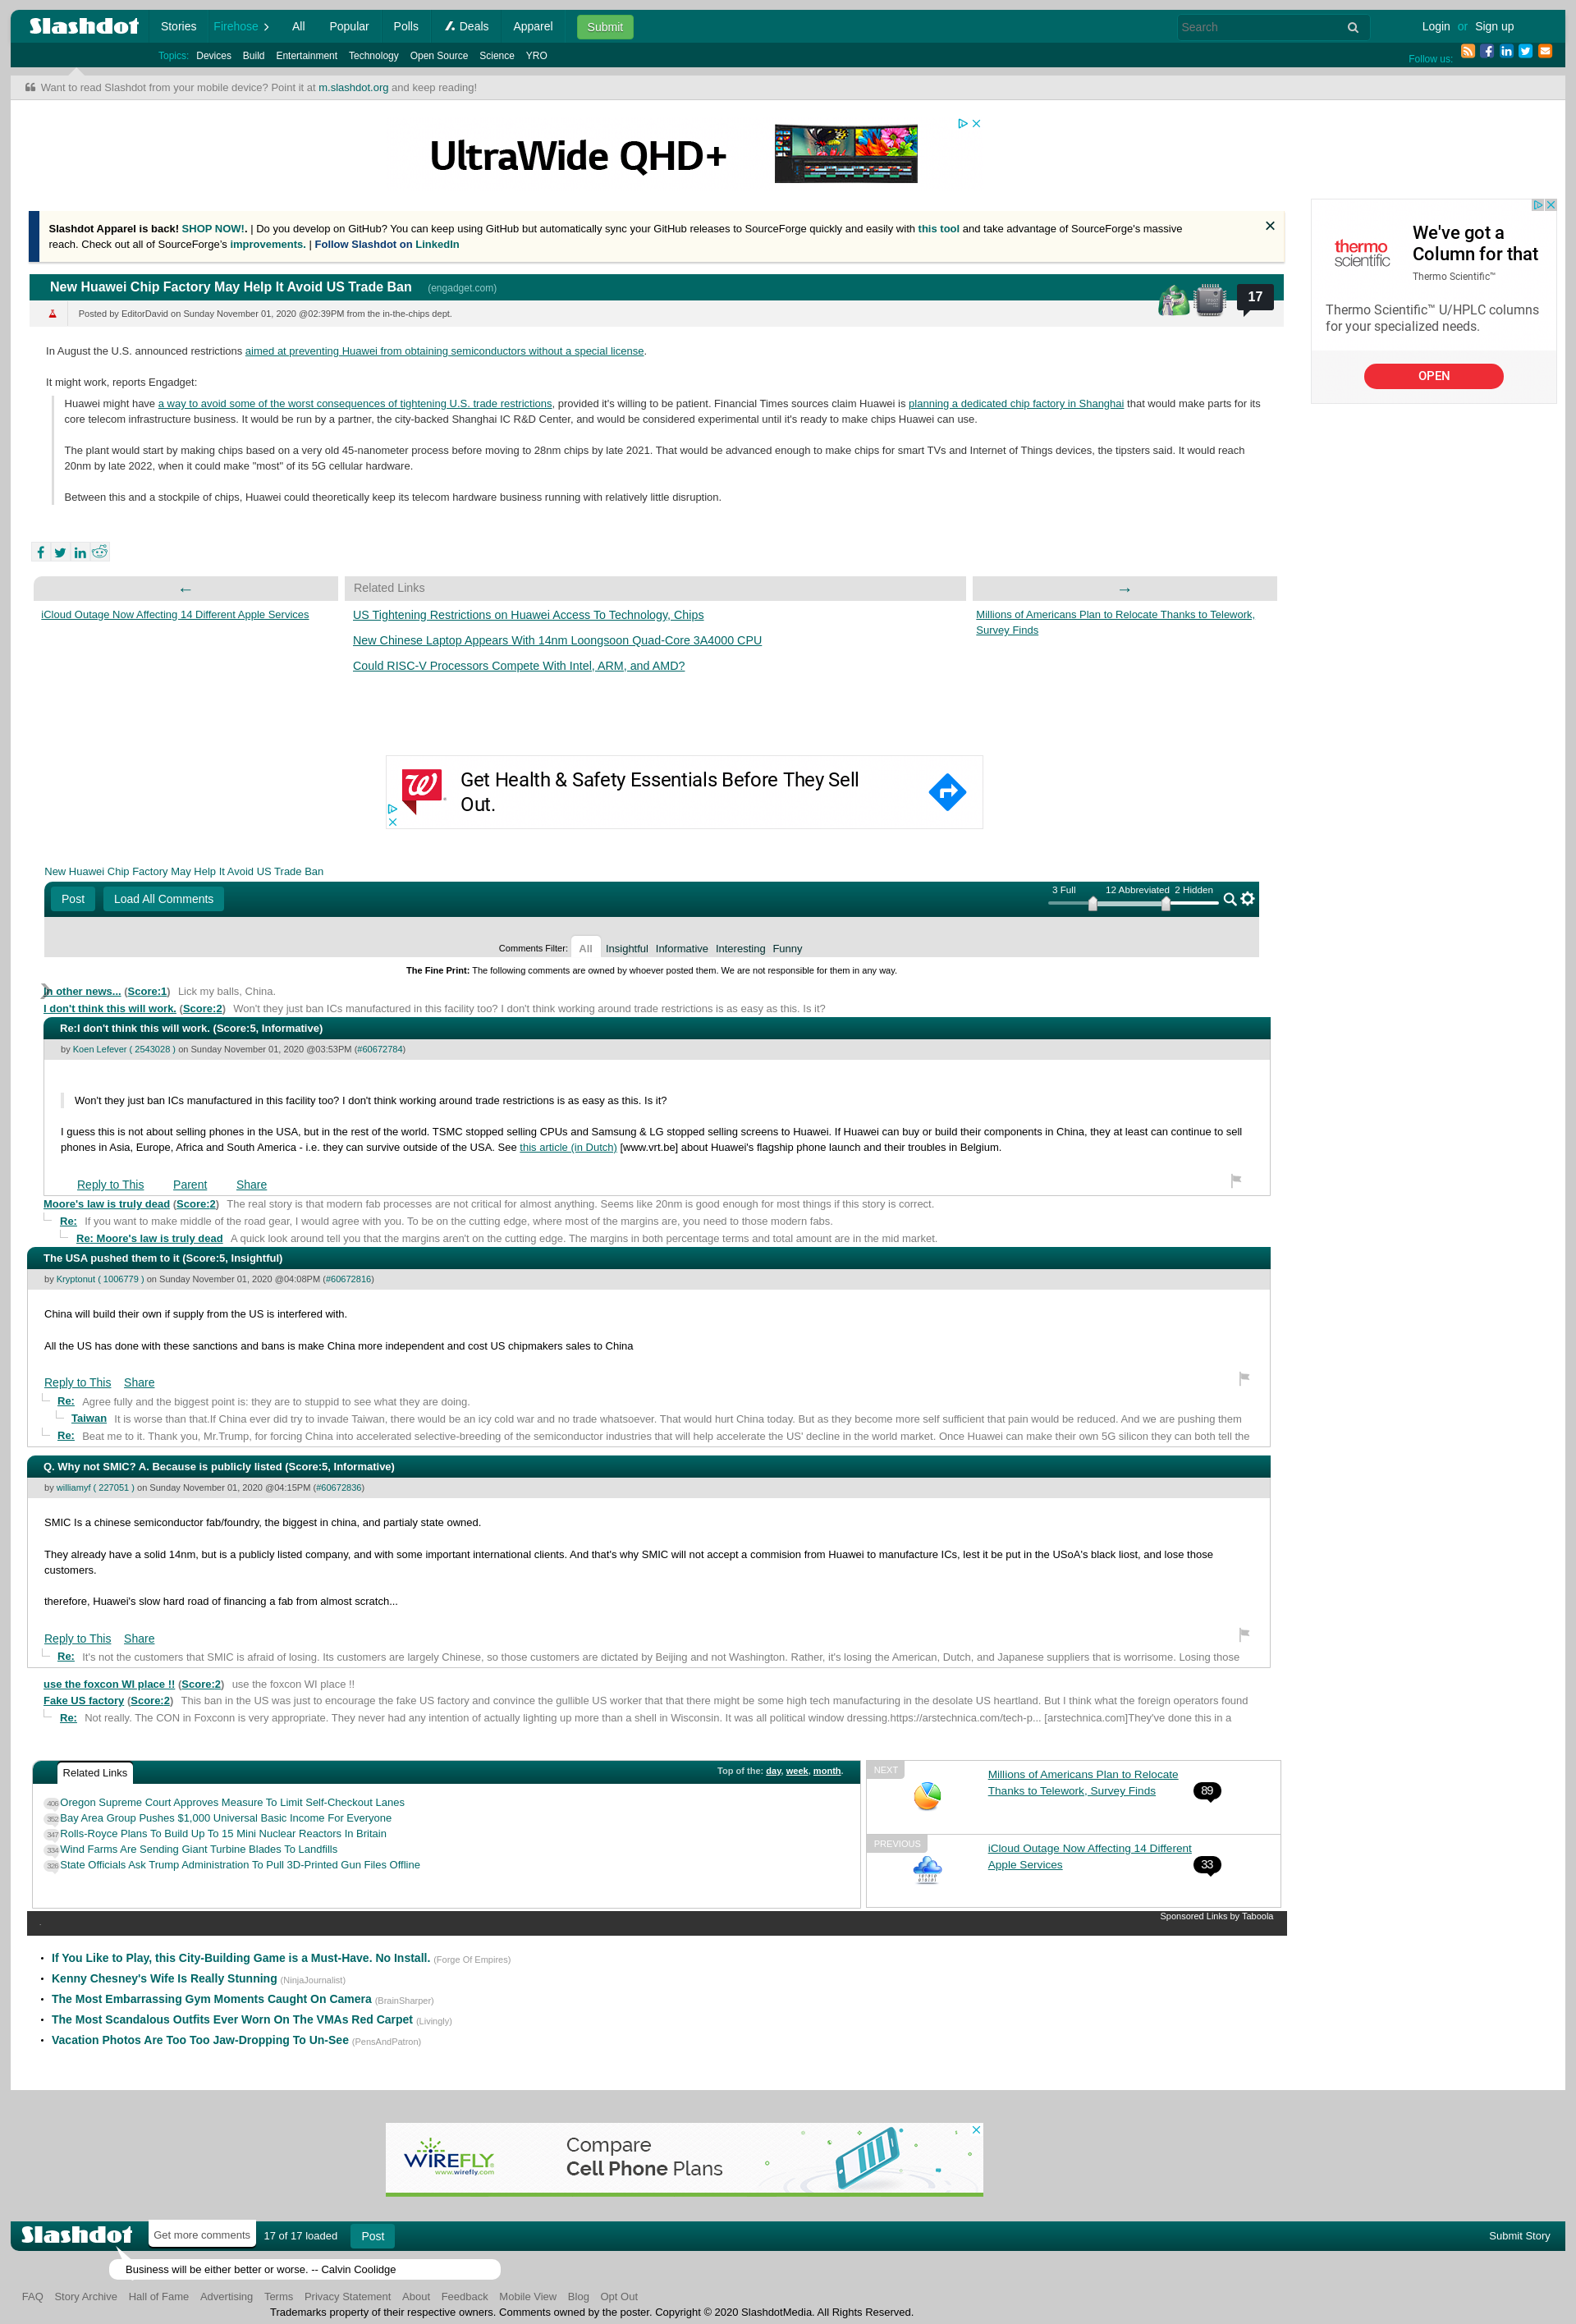 Slashdot
Stories Firehose All Popular Polls Deals Apparel Submit
Search
Login or Sign up
Topics: Devices Build Entertainment Technology Open Source Science YRO
Follow us:
Want to read Slashdot from your mobile device? Point it at m.slashdot.org and keep reading!
UltraWide QHD+
Slashdot Apparel is back! SHOP NOW!. | Do you develop on GitHub? You can keep using GitHub but automatically sync your GitHub releases to SourceForge quickly and easily with this tool and take advantage of SourceForge's massive
reach. Check out all of SourceForge's improvements. | Follow Slashdot on LinkedIn
We've got a
Column for that
thermo
scientific
Thermo Scientific™
Thermo Scientific™ U/HPLC columns
for your specialized needs.
OPEN
New Huawei Chip Factory May Help It Avoid US Trade Ban (engadget.com)
17
Posted by EditorDavid on Sunday November 01, 2020 @02:39PM from the in-the-chips dept.
In August the U.S. announced restrictions aimed at preventing Huawei from obtaining semiconductors without a special license.
It might work, reports Engadget:
Huawei might have a way to avoid some of the worst consequences of tightening U.S. trade restrictions, provided it's willing to be patient. Financial Times sources claim Huawei is planning a dedicated chip factory in Shanghai that would make parts for its
core telecom infrastructure business. It would be run by a partner, the city-backed Shanghai IC R&D Center, and would be considered experimental until it's ready to make chips Huawei can use.
The plant would start by making chips based on a very old 45-nanometer process before moving to 28nm chips by late 2021. That would be advanced enough to make chips for smart TVs and Internet of Things devices, the tipsters said. It would reach
20nm by late 2022, when it could make "most" of its 5G cellular hardware.
Between this and a stockpile of chips, Huawei could theoretically keep its telecom hardware business running with relatively little disruption.
←
Related Links
→
iCloud Outage Now Affecting 14 Different Apple Services
US Tightening Restrictions on Huawei Access To Technology, Chips
New Chinese Laptop Appears With 14nm Loongsoon Quad-Core 3A4000 CPU
Could RISC-V Processors Compete With Intel, ARM, and AMD?
Millions of Americans Plan to Relocate Thanks to Telework,
Survey Finds
Get Health & Safety Essentials Before They Sell
Out.
New Huawei Chip Factory May Help It Avoid US Trade Ban
Post Load All Comments
3 Full 12 Abbreviated 2 Hidden
Comments Filter: All Insightful Informative Interesting Funny
The Fine Print: The following comments are owned by whoever posted them. We are not responsible for them in any way.
In other news... (Score:1) Lick my balls, China.
I don't think this will work. (Score:2) Won't they just ban ICs manufactured in this facility too? I don't think working around trade restrictions is as easy as this. Is it?
Re:I don't think this will work. (Score:5, Informative)
by Koen Lefever ( 2543028 ) on Sunday November 01, 2020 @03:53PM (#60672784)
Won't they just ban ICs manufactured in this facility too? I don't think working around trade restrictions is as easy as this. Is it?
I guess this is not about selling phones in the USA, but in the rest of the world. TSMC stopped selling CPUs and Samsung & LG stopped selling screens to Huawei. If Huawei can buy or build their components in China, they at least can continue to sell
phones in Asia, Europe, Africa and South America - i.e. they can survive outside of the USA. See this article (in Dutch) [www.vrt.be] about Huawei's flagship phone launch and their troubles in Belgium.
Reply to This Parent Share
Moore's law is truly dead (Score:2) The real story is that modern fab processes are not critical for almost anything. Seems like 20nm is good enough for most things if this story is correct.
Re: If you want to make middle of the road gear, I would agree with you. To be on the cutting edge, where most of the margins are, you need to those modern fabs.
Re: Moore's law is truly dead A quick look around tell you that the margins aren't on the cutting edge. The margins in both percentage terms and total amount are in the mid market.
The USA pushed them to it (Score:5, Insightful)
by Kryptonut ( 1006779 ) on Sunday November 01, 2020 @04:08PM (#60672816)
China will build their own if supply from the US is interfered with.
All the US has done with these sanctions and bans is make China more independent and cost US chipmakers sales to China
Reply to This Share
Re: Agree fully and the biggest point is: they are to stuppid to see what they are doing.
Taiwan It is worse than that.If China ever did try to invade Taiwan, there would be an icy cold war and no trade whatsoever. That would hurt China today. But as they become more self sufficient that pain would be reduced. And we are pushing them
Re: Beat me to it. Thank you, Mr.Trump, for forcing China into accelerated selective-breeding of the semiconductor industries that will help accelerate the US' decline in the world market. Once Huawei can make their own 5G silicon they can both tell the
Q. Why not SMIC? A. Because is publicly listed (Score:5, Informative)
by williamyf ( 227051 ) on Sunday November 01, 2020 @04:15PM (#60672836)
SMIC Is a chinese semiconductor fab/foundry, the biggest in china, and partialy state owned.
They already have a solid 14nm, but is a publicly listed company, and with some important international clients. And that's why SMIC will not accept a commision from Huawei to manufacture ICs, lest it be put in the USoA's black liost, and lose those
customers.
therefore, Huawei's slow hard road of financing a fab from almost scratch...
Reply to This Share
Re: It's not the customers that SMIC is afraid of losing. Its customers are largely Chinese, so those customers are dictated by Beijing and not Washington. Rather, it's losing the American, Dutch, and Japanese suppliers that is worrisome. Losing those
use the foxcon WI place !! (Score:2) use the foxcon WI place !!
Fake US factory (Score:2) This ban in the US was just to encourage the fake US factory and convince the gullible US worker that that there might be some high tech manufacturing in the desolate US heartland. But I think what the foreign operators found
Re: Not really. The CON in Foxconn is very appropriate. They never had any intention of actually lighting up more than a shell in Wisconsin. It was all political window dressing.https://arstechnica.com/tech-p... [arstechnica.com]They've done this in a
Related Links
Top of the: day, week, month.
406 Oregon Supreme Court Approves Measure To Limit Self-Checkout Lanes
352 Bay Area Group Pushes $1,000 Universal Basic Income For Everyone
347 Rolls-Royce Plans To Build Up To 15 Mini Nuclear Reactors In Britain
334 Wind Farms Are Sending Giant Turbine Blades To Landfills
326 State Officials Ask Trump Administration To Pull 3D-Printed Gun Files Offline
NEXT
Millions of Americans Plan to Relocate
Thanks to Telework, Survey Finds
89
PREVIOUS
iCloud Outage Now Affecting 14 Different
Apple Services
33
Sponsored Links by Taboola
• If You Like to Play, this City-Building Game is a Must-Have. No Install. (Forge Of Empires)
• Kenny Chesney's Wife Is Really Stunning (NinjaJournalist)
• The Most Embarrassing Gym Moments Caught On Camera (BrainSharper)
• The Most Scandalous Outfits Ever Worn On The VMAs Red Carpet (Livingly)
• Vacation Photos Are Too Too Jaw-Dropping To Un-See (PensAndPatron)
WIREFLY
www.wirefly.com
Compare
Cell Phone Plans
Slashdot
Get more comments
17 of 17 loaded
Post
Submit Story
Business will be either better or worse. -- Calvin Coolidge
FAQ Story Archive Hall of Fame Advertising Terms Privacy Statement About Feedback Mobile View Blog Opt Out
Trademarks property of their respective owners. Comments owned by the poster. Copyright © 2020 SlashdotMedia. All Rights Reserved.